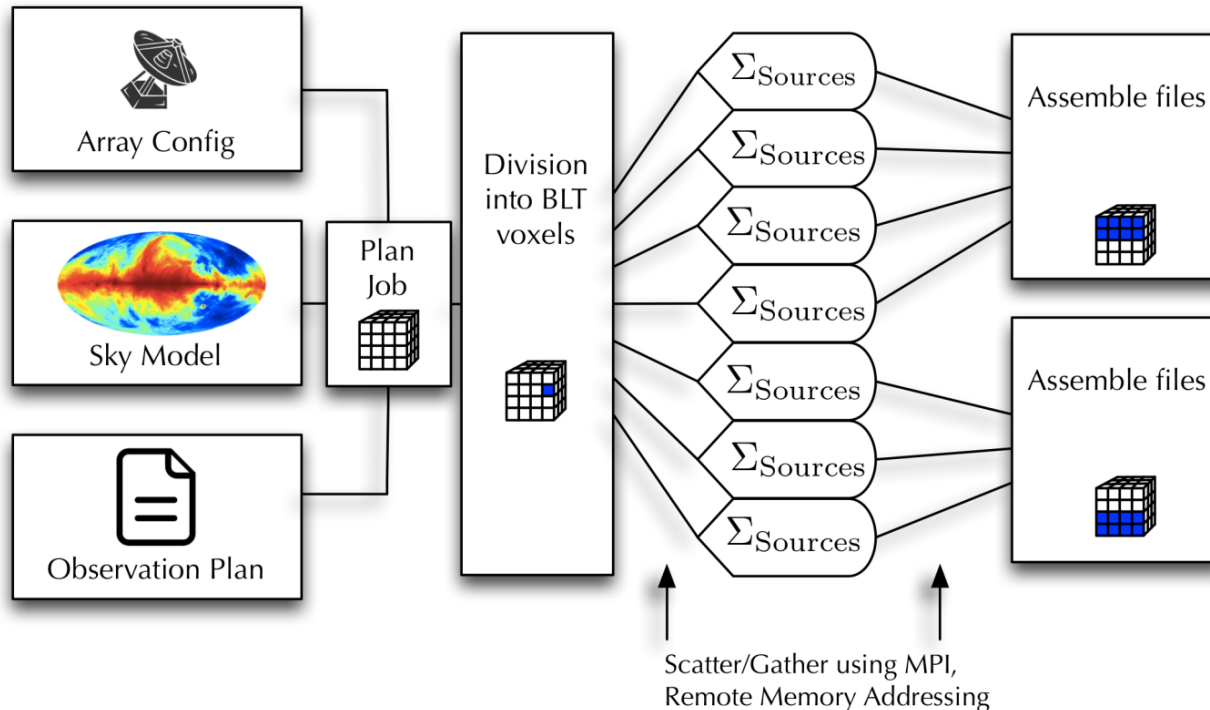 Array Config
Sky Model
Observation Plan
Plan
Job
Division
into BLT
voxels
ΣSources
ΣSources
ΣSources
ΣSources
ΣSources
ΣSources
ΣSources
Assemble files
Assemble files
Scatter/Gather using MPI,
Remote Memory Addressing